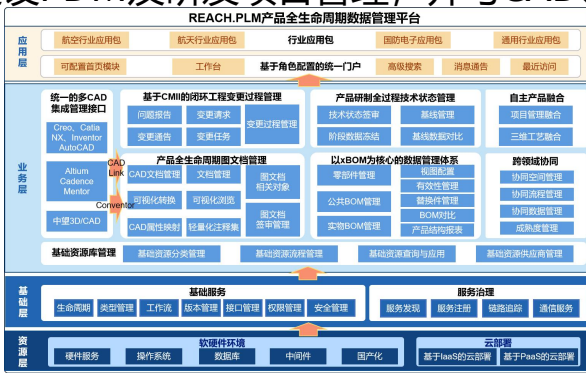 REACH.PLM产品全生命周期数据管理平台
应用层
航空行业应用包
航天行业应用包
行业应用包
国防电子应用包
通用行业应用包
可配置首页模块
工作台
基于角色配置的统一门户
高级搜索
消息通告
最近访问
业务层
统一的多CAD
集成管理接口
Creo、Catia
NX、Inventor
AutoCAD
Altium
Cadence
Mentor
中望3D/CAD
CAD
Link
Conventor
基于CMII的闭环工程变更过程管理
问题报告
变更请求
变更过程管理
变更通告
变更任务
产品研制全过程技术状态管理
技术状态签审
基线管理
阶段数据冻结
基线数据对比
自主产品融合
项目管理融合
三维工艺融合
产品全生命周期图文档管理
CAD文档管理
文档管理
图文档
相关对象
可视化转换
可视化浏览
CAD属性映射
轻量化注释集
图文档
签审管理
以xBOM为核心的数据管理体系
零部件管理
视图配置
有效性管理
公共BOM管理
替换件管理
BOM对比
实物BOM管理
产品结构报表
跨领域协同
协同空间管理
协同流程管理
协同数据管理
成熟度管理
基础资源库管理
基础资源分类管理
基础资源流程管理
基础资源查询与应用
基础资源供应商管理
基础层
基础服务
生命周期
类型管理
工作流
版本管理
接口管理
权限管理
安全管理
服务治理
服务发现
服务注册
链路追踪
通信服务
资源层
软硬件环境
硬件服务
操作系统
数据库
中间件
国产化
云部署
基于IaaS的云部署
基于PaaS的云部署